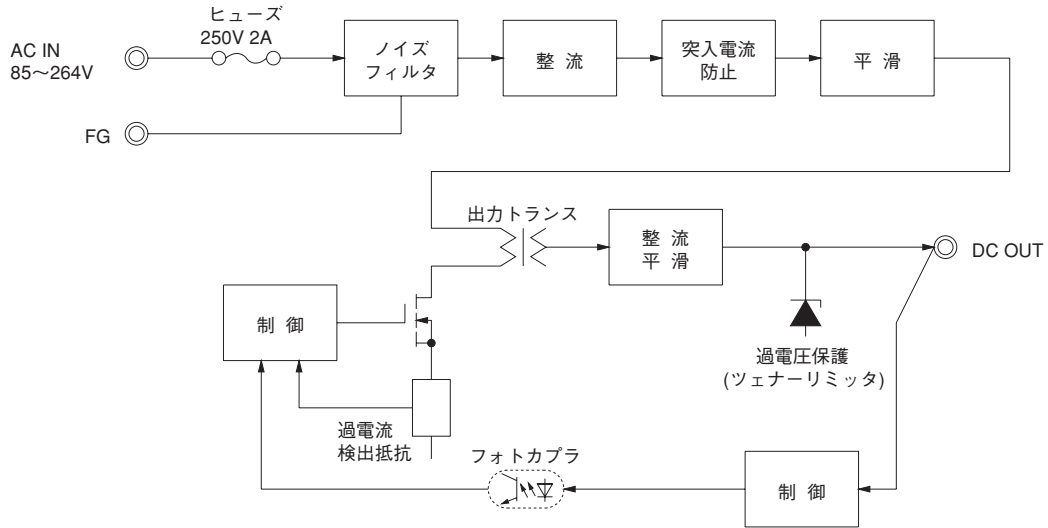 ヒューズ
250V 2A
AC IN
85〜264V
ノイズ
フィルタ
整 流
突入電流
防止
平 滑
FG
出力トランス
整 流
平 滑
DC OUT
制 御
過電圧保護
(ツェナーリミッタ)
過電流
検出抵抗
フォトカプラ
制 御